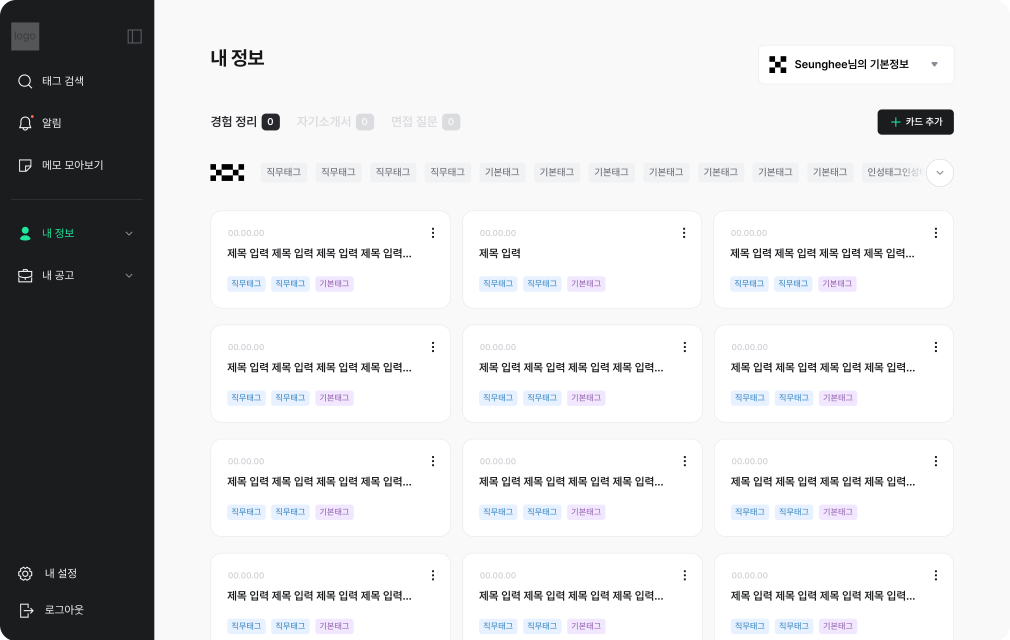 logo
태그 검색
알림
메모 모아보기
내 정보
내 공고
내 설정
로그아웃
내 정보
Seunghee님의 기본정보
경험 정리 0 자기소개서 0 면접 질문 0
카드 추가
직무태그 직무태그 직무태그 직무태그 기본태그 기본태그 기본태그 기본태그 기본태그 기본태그 기본태그 인성태그인성
00.00.00 00.00.00 00.00.00
제목 입력 제목 입력 제목 입력 제목 입력... 제목 입력 제목 입력 제목 입력 제목 입력 제목 입력...
직무태그 직무태그 기본태그 직무태그 직무태그 기본태그 직무태그 직무태그 기본태그
00.00.00 00.00.00 00.00.00
제목 입력 제목 입력 제목 입력 제목 입력... 제목 입력 제목 입력 제목 입력 제목 입력... 제목 입력 제목 입력 제목 입력 제목 입력...
직무태그 직무태그 기본태그 직무태그 직무태그 기본태그 직무태그 직무태그 기본태그
00.00.00 00.00.00 00.00.00
제목 입력 제목 입력 제목 입력 제목 입력... 제목 입력 제목 입력 제목 입력 제목 입력... 제목 입력 제목 입력 제목 입력 제목 입력...
직무태그 직무태그 기본태그 직무태그 직무태그 기본태그 직무태그 직무태그 기본태그
00.00.00 00.00.00 00.00.00
제목 입력 제목 입력 제목 입력 제목 입력... 제목 입력 제목 입력 제목 입력 제목 입력... 제목 입력 제목 입력 제목 입력 제목 입력...
직무태그 직무태그 기본태그 직무태그 직무태그 기본태그 직무태그 직무태그 기본태그